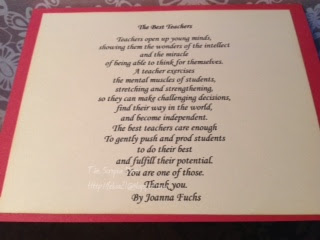 The Best Teachers
Teachers open up young minds,
showing them the wonders of the intellect
and the miracle
of being able to think for themselves.
A teacher exercises
the mental muscles of students,
stretching and strengthening,
so they can make challenging decisions,
find their way in the world,
and become independent.
The best teachers care enough
To gently push and prod students
to do their best
and fulfill their potential.
You are one of those.
Thank you.
By Joanna Fuchs